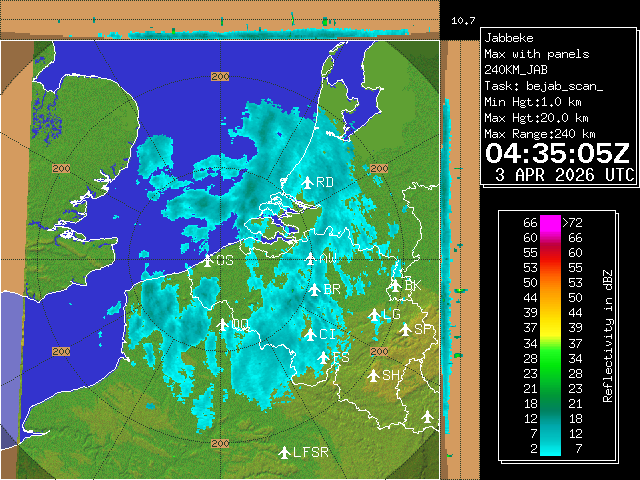 10.7
Jabbeke
Max with panels
240KM_JAB
Task: bejab_scan_
Min Hgt:1.0 km
Max Hgt:20.0 km
Max Range:240 km
04:35:05Z
3 APR 2026 UTC
200
200
200
RD
OS
AW
BR
BK
LG
OO
CI
SP
FS
200
200
SH
200
LFSR
66 >72
60 66
55 60
53 55
50 53
44 50
39 44
37 39
34 37
28 34
23 28
21 23
18 21
12 18
7 12
2 7
Reflectivity in dBZ